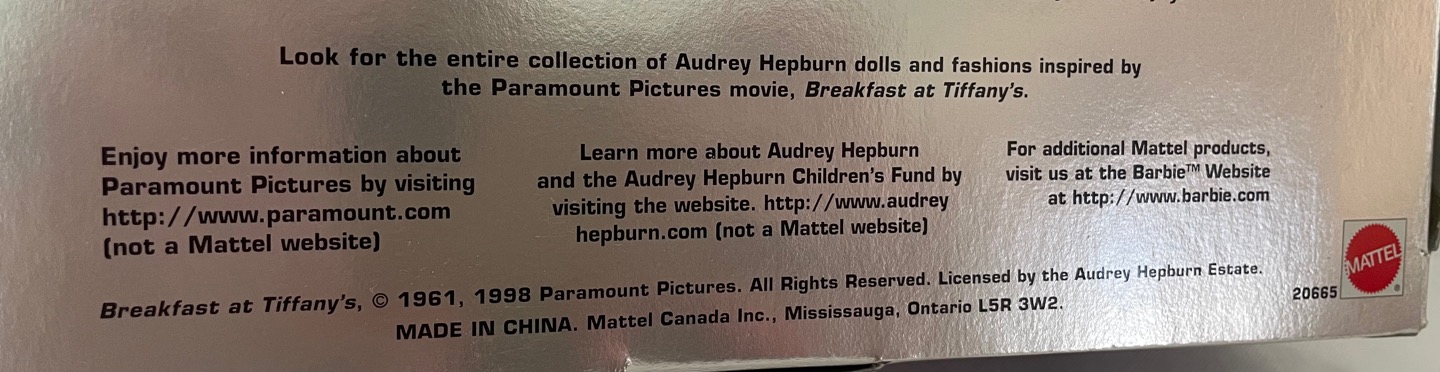 Look for the entire collection of Audrey Hepburn dolls and fashions inspired by
the Paramount Pictures movie, Breakfast at Tiffany's.
Enjoy more information about
Paramount Pictures by visiting
http://www.paramount.com
(not a Mattel website)
Learn more about Audrey Hepburn
and the Audrey Hepburn Children's Fund by
visiting the website. http://www.audrey
hepburn.com (not a Mattel website)
For additional Mattel products,
visit us at the Barbie™ Website
at http://www.barbie.com
Breakfast at Tiffany's, © 1961, 1998 Paramount Pictures. All Rights Reserved. Licensed by the Audrey Hepburn Estate.
MADE IN CHINA. Mattel Canada Inc., Mississauga, Ontario L5R 3W2.
20665
MATTEL
®